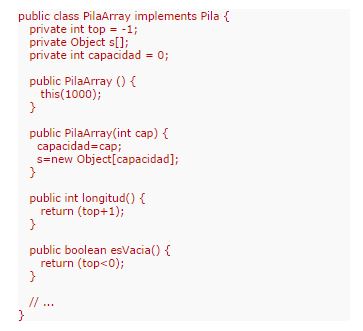 public class PilaArray implements Pila {
private int top = -1;
private Object s[];
private int capacidad = 0;
public PilaArray () {
this(1000);
}
public PilaArray(int cap) {
capacidad=cap;
s=new Object[capacidad];
}
public int longitud() {
return (top+1);
}
public boolean esVacia() {
return (top<0);
}
// ...
}